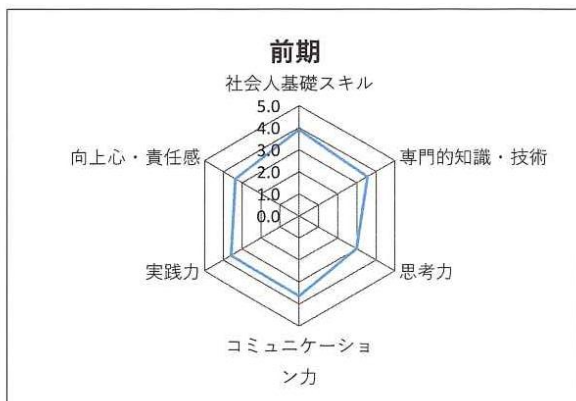 前期
社会人基礎スキル
5.0
4.0
3.0
2.0
1.0
0.0
向上心・責任感
専門的知識・技術
実践力
思考力
コミュニケーショ
ン力